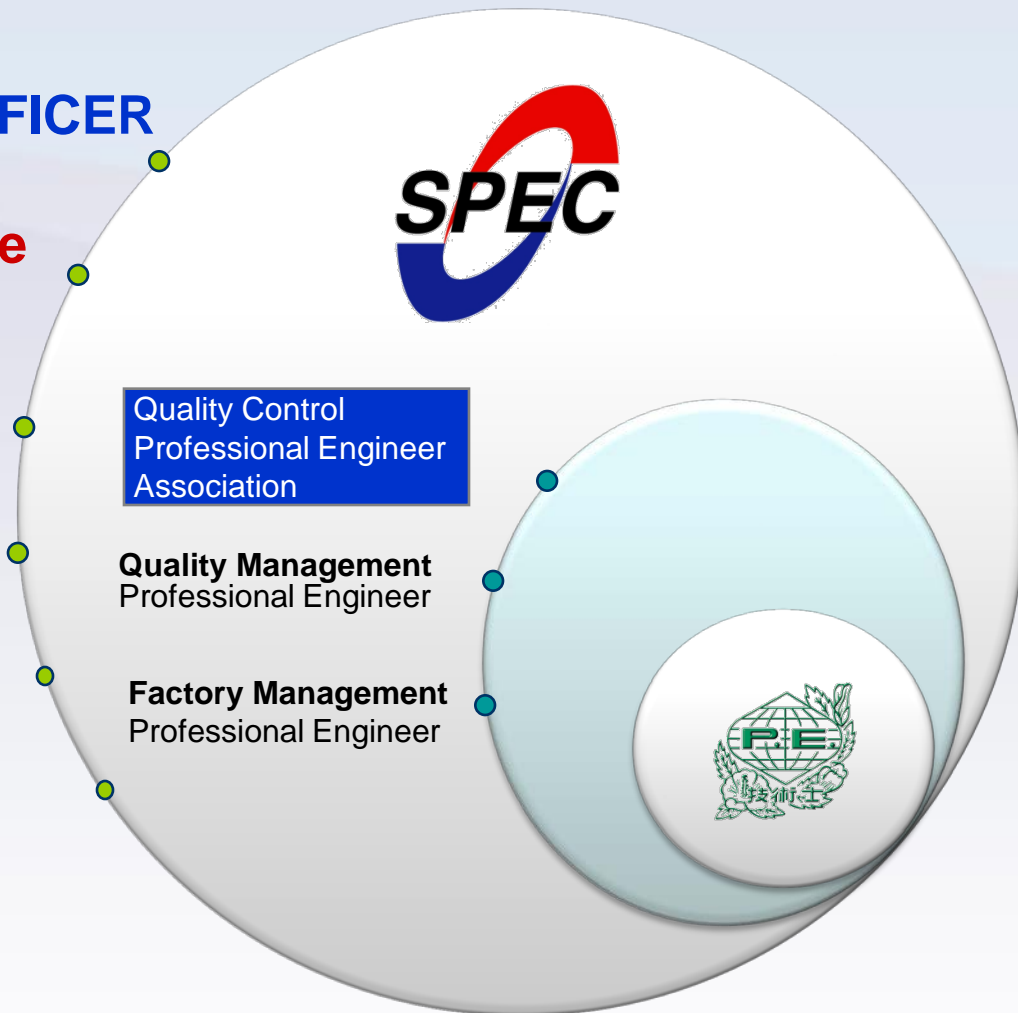 FICER
e
SPEC
Quality Control
Professional Engineer
Association
Quality Management
Professional Engineer
Factory Management
Professional Engineer
P.E.
技術士